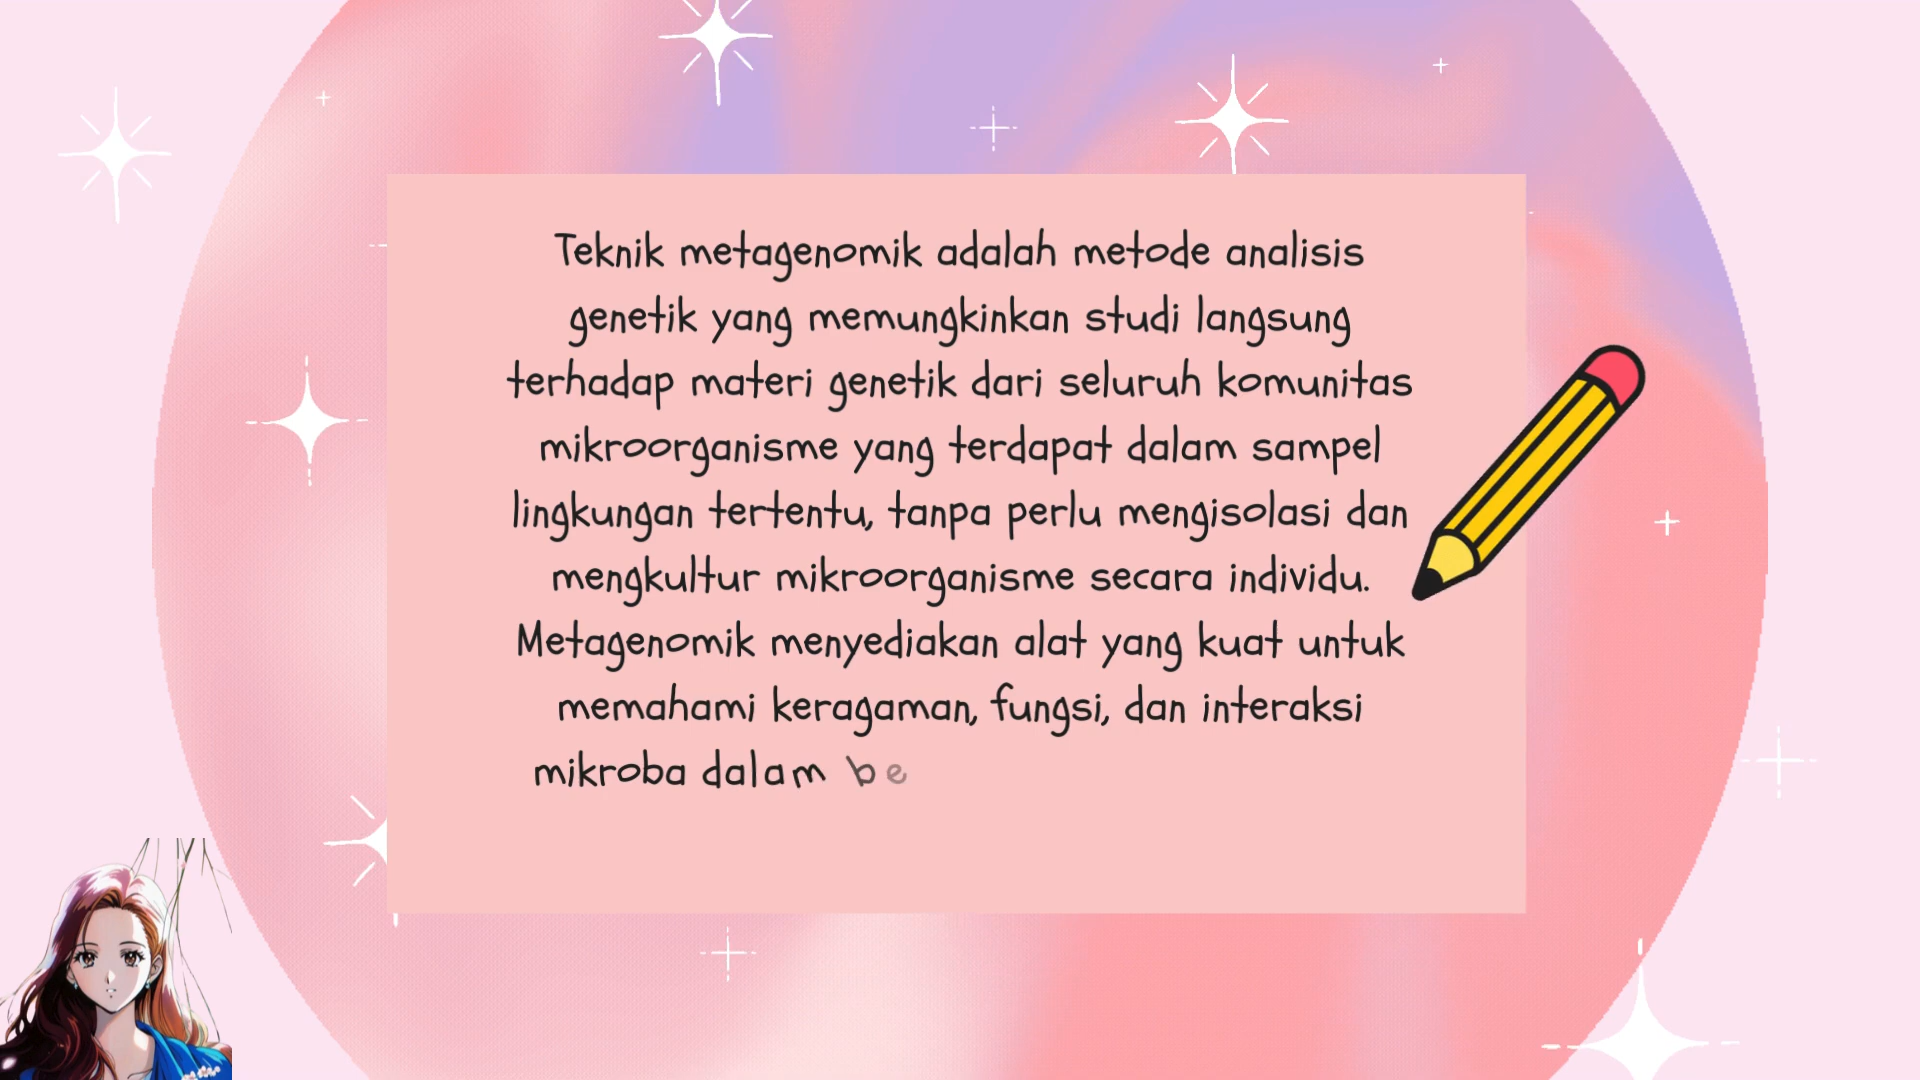 Teknik metagenomik adalah metode analisis
genetik yang memungkinkan studi langsung
terhadap materi genetik dari seluruh komunitas
mikroorganisme yang terdapat dalam sampel
lingkungan tertentu, tanpa perlu mengisolasi dan
mengkultur mikroorganisme secara individu.
Metagenomik menyediakan alat yang kuat untuk
memahami keragaman, fungsi, dan interaksi
mikroba dalam be